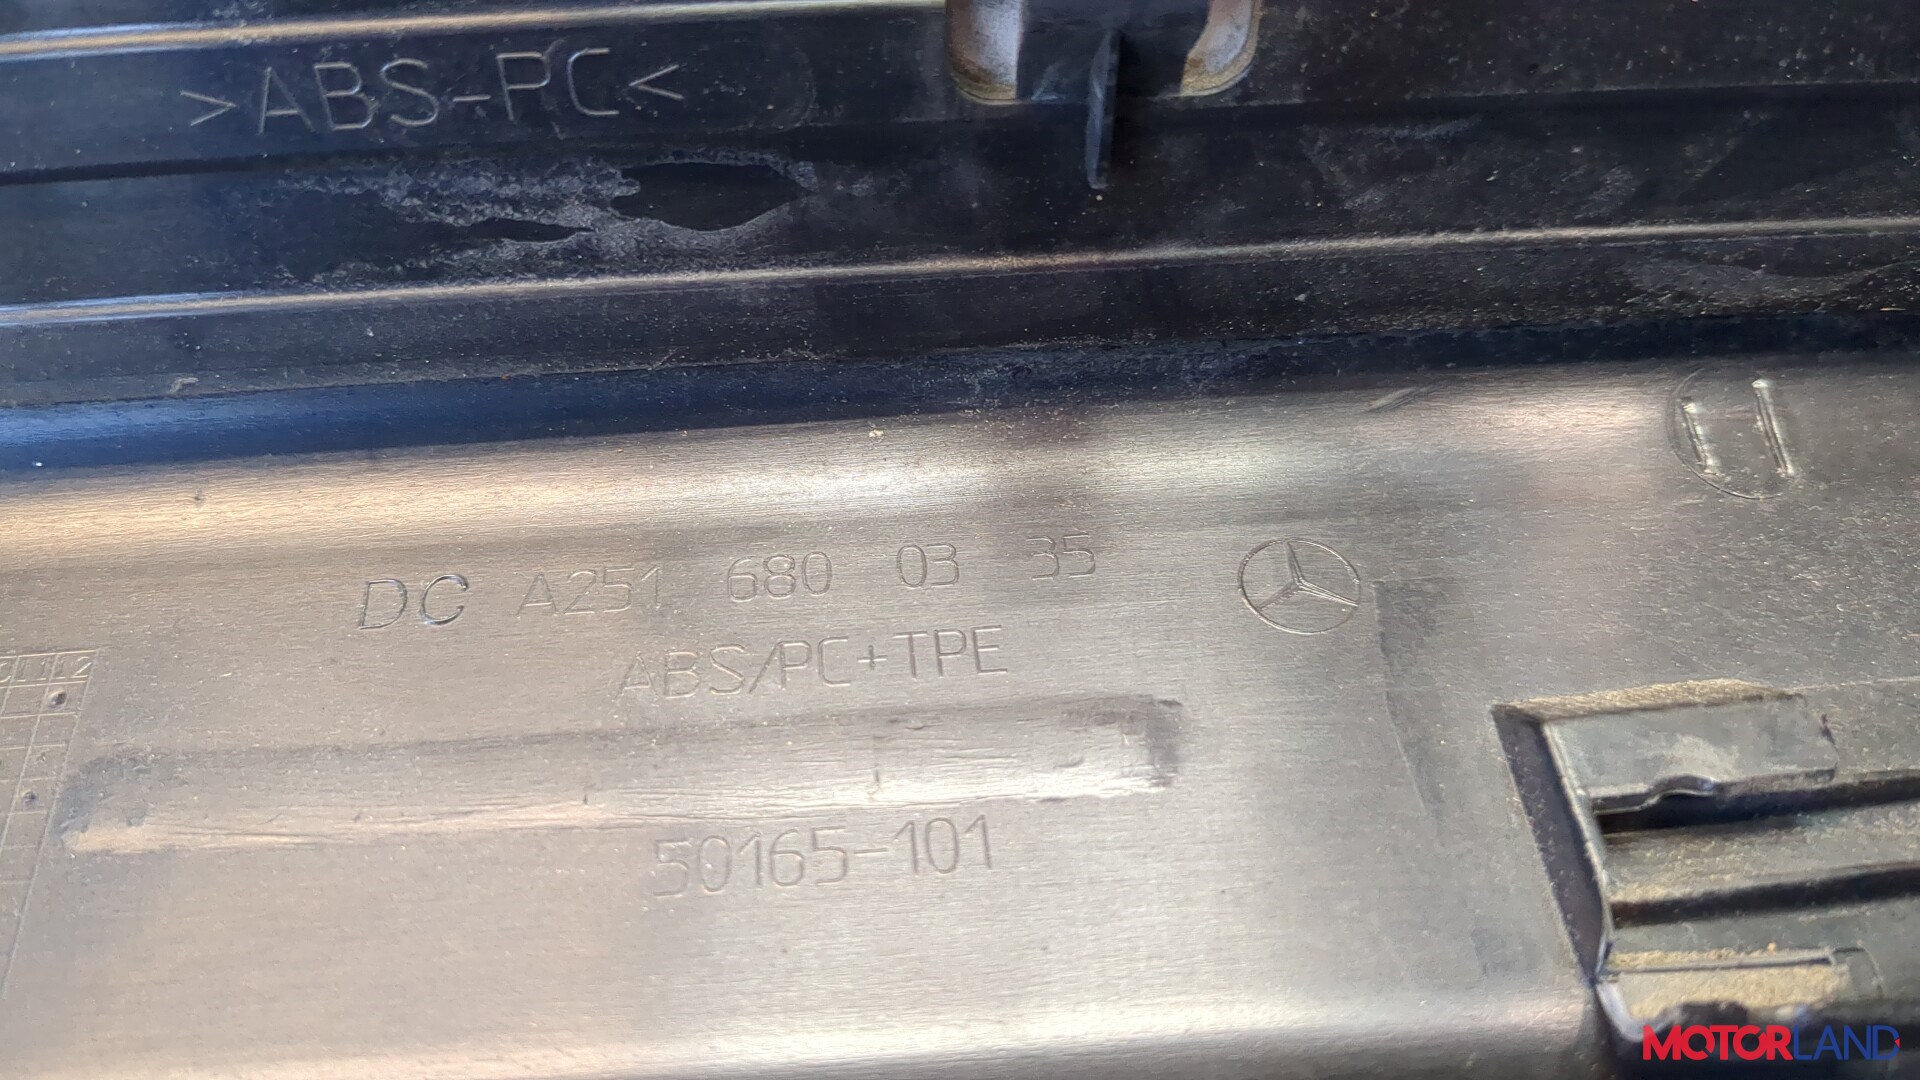 >ABS-PC<
DC A251 680 03 35
ABS/PC+TPE
50165-101
MOTORLAND